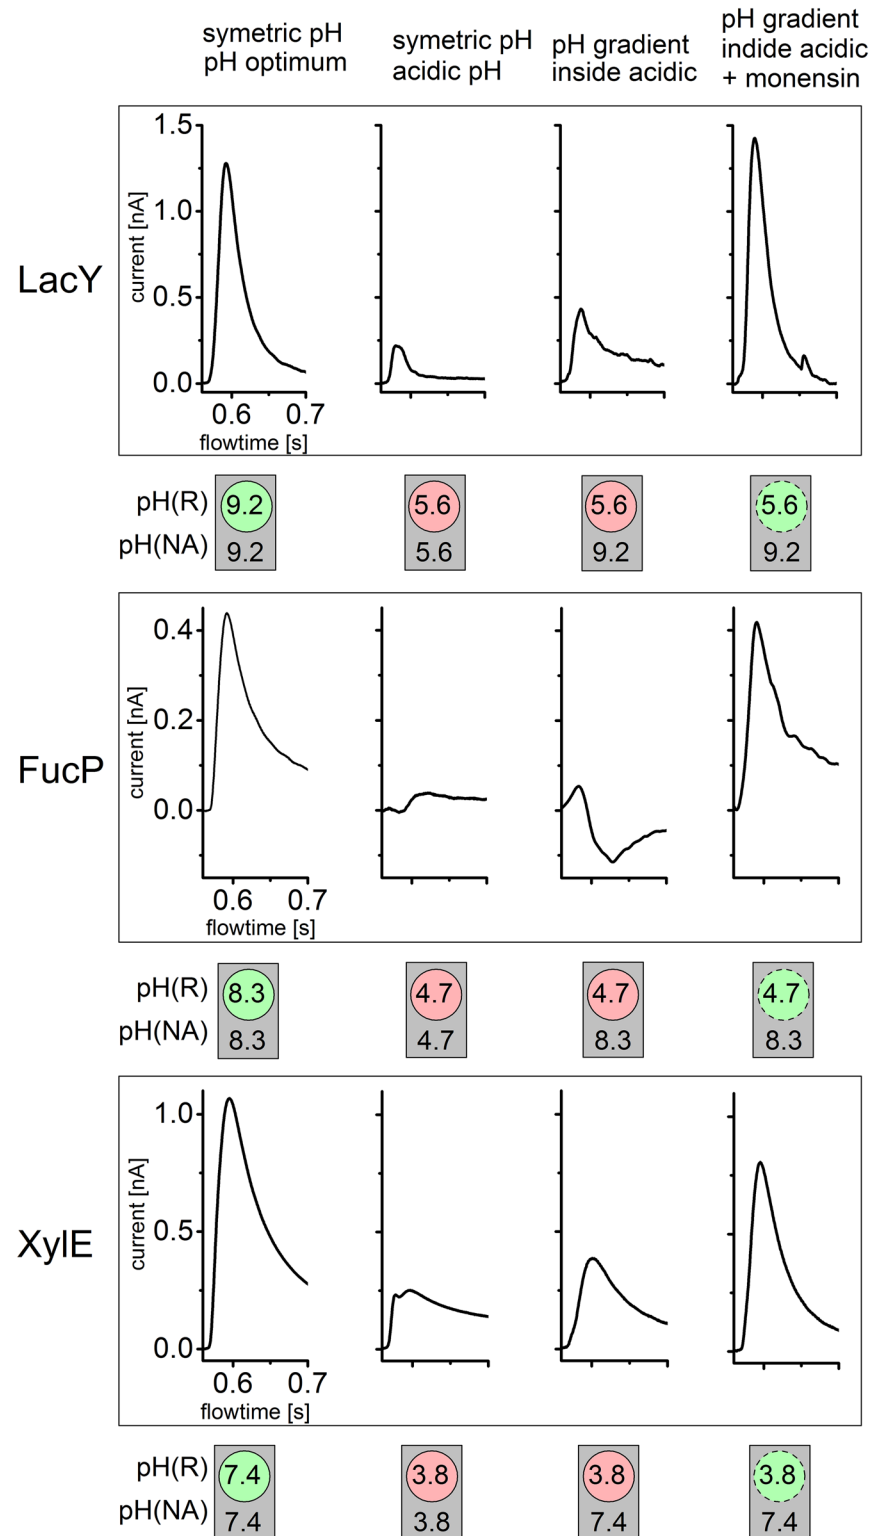 symetric pH
pH optimum
symetric pH
acidic pH
pH gradient
inside acidic
pH gradient
indide acidic
+ monensin
LacY
current [nA]
1.5
1.0
0.5
0.0
0.6 0.7
flowtime [s]
pH(R) 9.2 5.6 5.6 5.6
pH(NA) 9.2 5.6 9.2 9.2
FucP
current [nA]
0.4
0.2
0.0
0.6 0.7
flowtime [s]
pH(R) 8.3 4.7 4.7 4.7
pH(NA) 8.3 4.7 8.3 8.3
XylE
current [nA]
1.0
0.5
0.0
0.6 0.7
flowtime [s]
pH(R) 7.4 3.8 3.8 3.8
pH(NA) 7.4 3.8 7.4 7.4